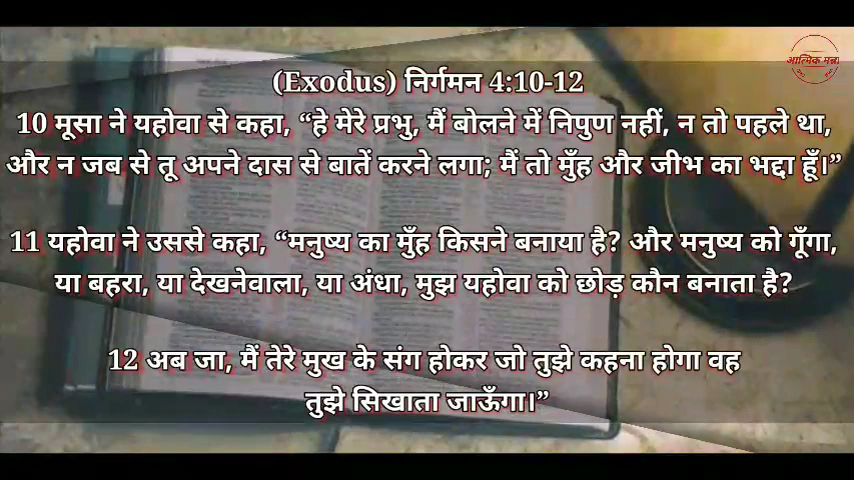 आत्मिक मन्ना
(Exodus) निर्गमन 4:10-12
10 मूसा ने यहोवा से कहा, “हे मेरे प्रभु, मैं बोलने में निपुण नहीं, न तो पहले था,
और न जब से तू अपने दास से बातें करने लगा; मैं तो मुँह और जीभ का भद्दा हूँ।”
11 यहोवा ने उससे कहा, “मनुष्य का मुँह किसने बनाया है? और मनुष्य को गूँगा,
या बहरा, या देखनेवाला, या अंधा, मुझ यहोवा को छोड़ कौन बनाता है?
12 अब जा, मैं तेरे मुख के संग होकर जो तुझे कहना होगा वह
तुझे सिखाता जाऊँगा।”